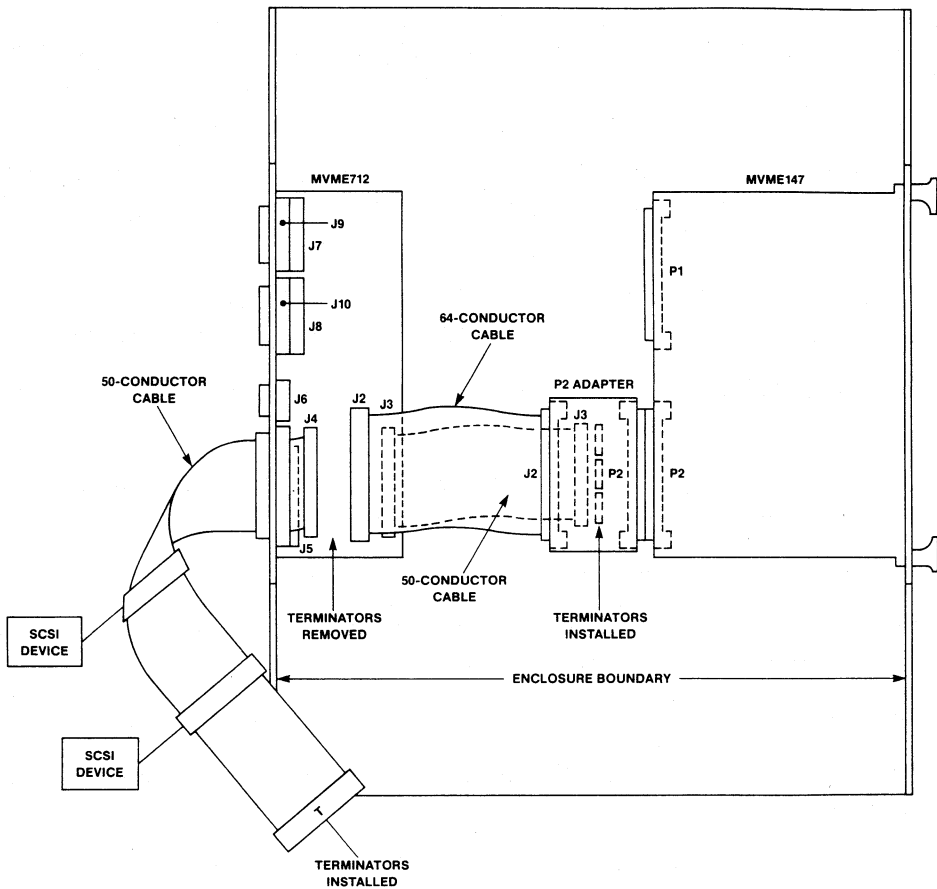 MVME712
MVME147
J9
J7
P1
J10
J8
64-CONDUCTOR
CABLE
50-CONDUCTOR
CABLE
P2 ADAPTER
J6
J4
J2
J3
J3
J2
P2
P2
J5
50-CONDUCTOR
CABLE
TERMINATORS
REMOVED
TERMINATORS
INSTALLED
SCSI
DEVICE
ENCLOSURE BOUNDARY
SCSI
DEVICE
T
TERMINATORS
INSTALLED